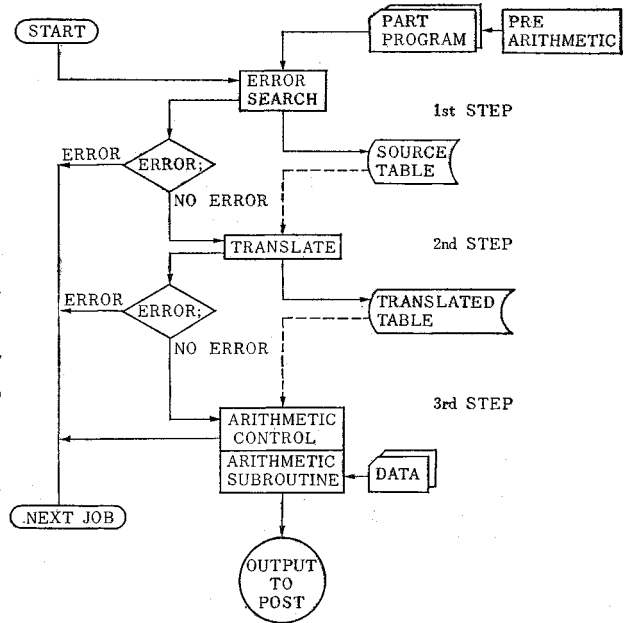 START
PART
PROGRAM
PRE
ARITHMETIC
ERROR
SEARCH
1st STEP
ERROR
ERROR;
SOURCE
TABLE
NO ERROR
TRANSLATE
2nd STEP
ERROR
ERROR;
TRANSLATED
TABLE
NO ERROR
3rd STEP
ARITHMETIC
CONTROL
ARITHMETIC
SUBROUTINE
DATA
.NEXT JOB
OUTPUT
TO
POST